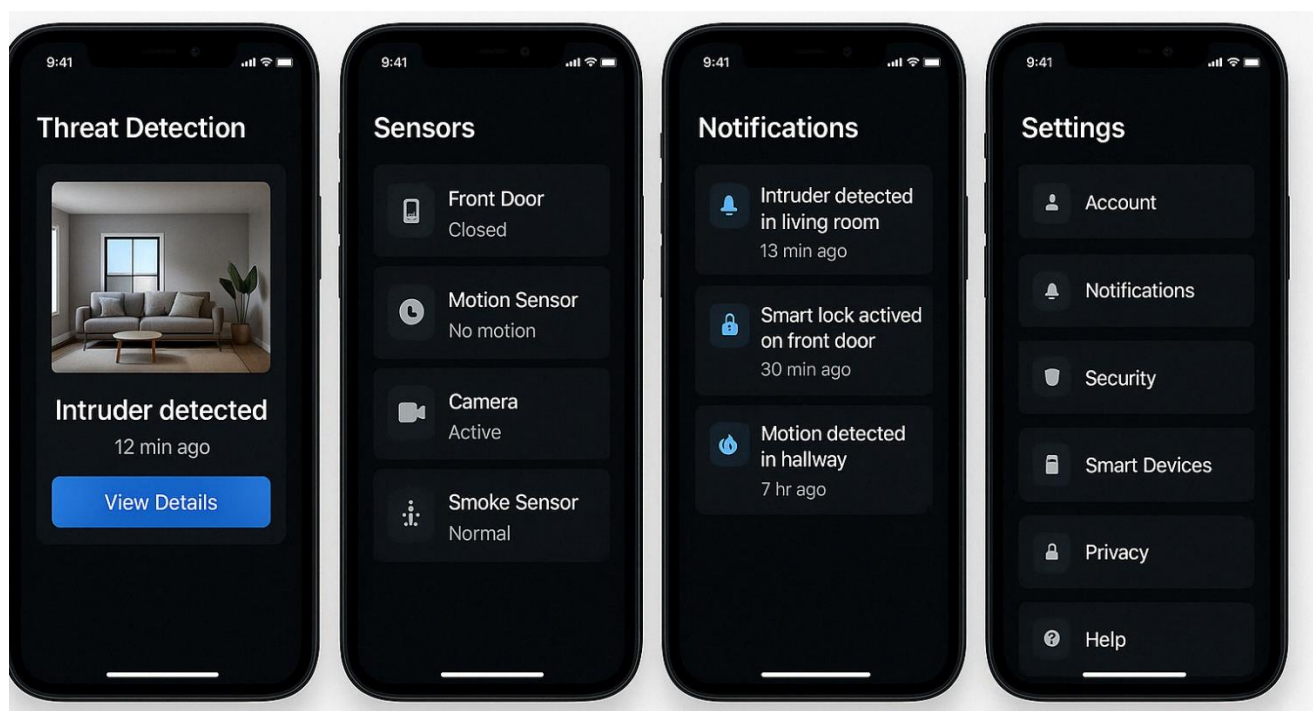 9:41
Threat Detection
Intruder detected
12 min ago
View Details
9:41
Sensors
Front Door
Closed
Motion Sensor
No motion
Camera
Active
Smoke Sensor
Normal
9:41
Notifications
Intruder detected
in living room
13 min ago
Smart lock actived
on front door
30 min ago
Motion detected
in hallway
7 hr ago
9:41
Settings
Account
Notifications
Security
Smart Devices
Privacy
Help